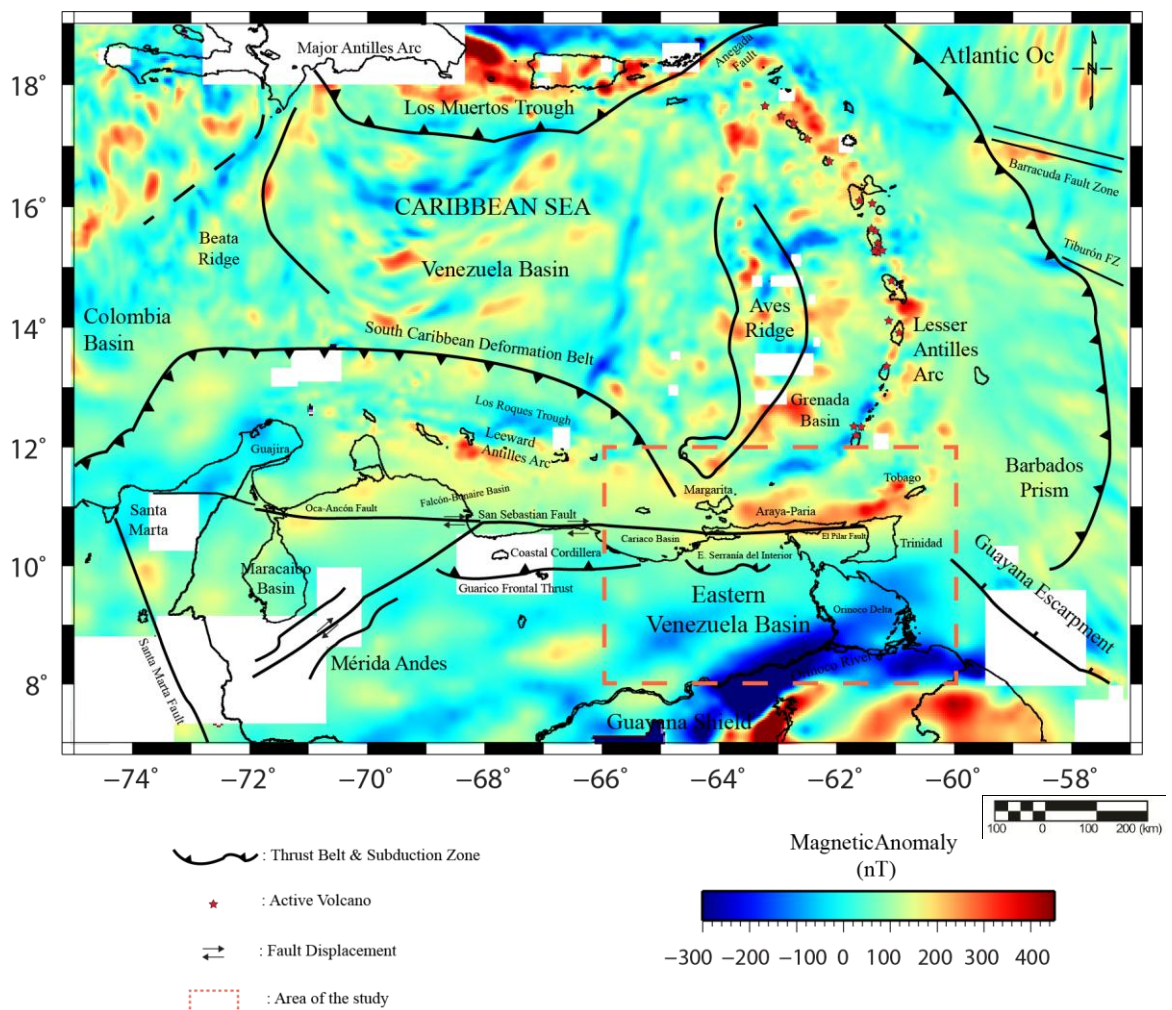 Major Antilles Arc
Anegada
Fault
Atlantic Oc
N
18°
Los Muertos Trough
Barracuda Fault Zone
16°
CARIBBEAN SEA
Beata
Ridge
Tiburón FZ
Venezuela Basin
Aves
Ridge
14°
Colombia
Basin
South Caribbean Deformation Belt
Lesser
Antilles
Arc
Grenada
Basin
Los Roques Trough
Leeward
Antilles Arc
12°
Guajira
Barbados
Prism
Tobago
Margarita
Falcón-Bonaire Basin
Santa
Marta
Oca-Ancón Fault
San Sebastian Fault
Araya-Paria
Cariaco Basin
El Pilar Fault
Trinidad
10°
Coastal Cordillera
E. Serranía del Interior
Maracaibo
Basin
Guarico Frontal Thrust
Guayana Escarpment
Eastern
Venezuela Basin
Orinoco Delta
Mérida Andes
Santa Marta Fault
Orinoco River
8°
Guayana Shield
−74° −72° −70° −68° −66° −64° −62° −60° −58°
100 0 100 200 (km)
: Thrust Belt & Subduction Zone
: Active Volcano
: Fault Displacement
: Area of the study
MagneticAnomaly
(nT)
−300 −200 −100 0 100 200 300 400